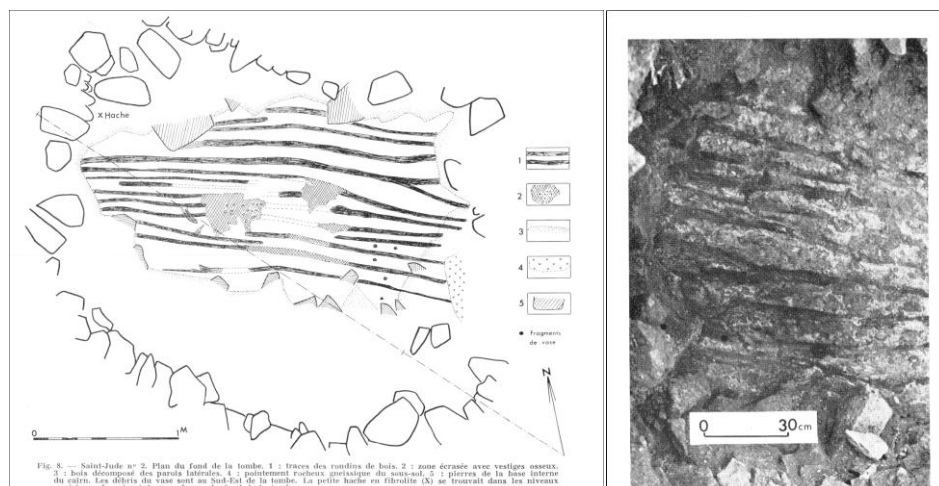 x Hache
1
2
3
4
5
• fragments
de vase
N
0 1M
Fig. 8. — Saint-Jude n° 2. Plan du fond de la tombe. 1 : traces des rondins de bois. 2 : zone écrasée avec vestiges osseux.
3 : bois décomposé des parois latérales. 4 : pointement rocheux gneissique du sous-sol. 5 : pierres de la base interne
du cairn. Les débris du vase sont au Sud-Est de la tombe. La petite hache en fibrolite (X) se trouvait dans les niveaux
0 30cm